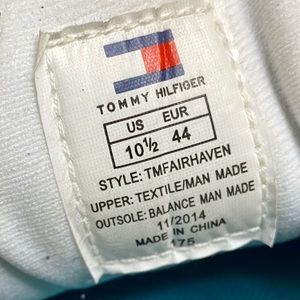 TOMMY HILFIGER
US EUR
10½ 44
STYLE: TMFAIRHAVEN
UPPER: TEXTILE/MAN MADE
OUTSOLE: BALANCE MAN MADE
11/2014
MADE IN CHINA
175